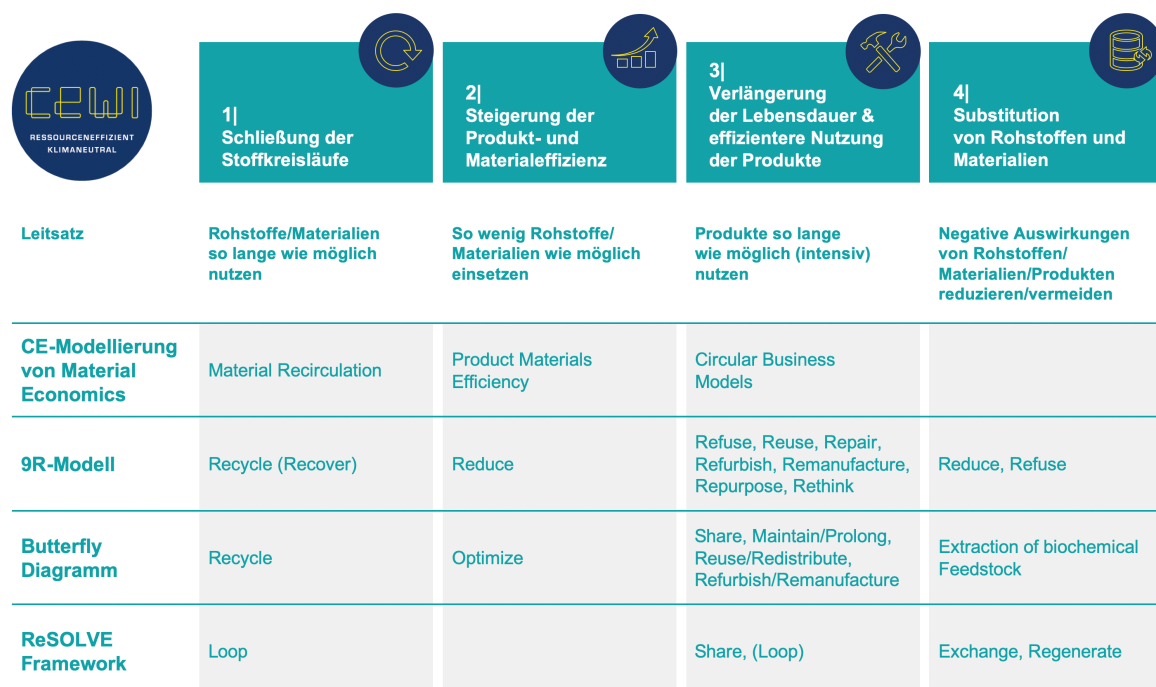 CEWI
RESSOURCENEFFIZIENT
KLIMANEUTRAL
1|
Schließung der
Stoffkreisläufe
2|
Steigerung der
Produkt- und
Materialeffizienz
3|
Verlängerung
der Lebensdauer &
effizientere Nutzung
der Produkte
4|
Substitution
von Rohstoffen und
Materialien
Leitsatz
Rohstoffe/Materialien
so lange wie möglich
nutzen
So wenig Rohstoffe/
Materialien wie möglich
einsetzen
Produkte so lange
wie möglich (intensiv)
nutzen
Negative Auswirkungen
von Rohstoffen/
Materialien/Produkten
reduzieren/vermeiden
CE-Modellierung
von Material
Economics
Material Recirculation
Product Materials
Efficiency
Circular Business
Models
9R-Modell
Recycle (Recover)
Reduce
Refuse, Reuse, Repair,
Refurbish, Remanufacture,
Repurpose, Rethink
Reduce, Refuse
Butterfly
Diagramm
Recycle
Optimize
Share, Maintain/Prolong,
Reuse/Redistribute,
Refurbish/Remanufacture
Extraction of biochemical
Feedstock
ReSOLVE
Framework
Loop
Share, (Loop)
Exchange, Regenerate